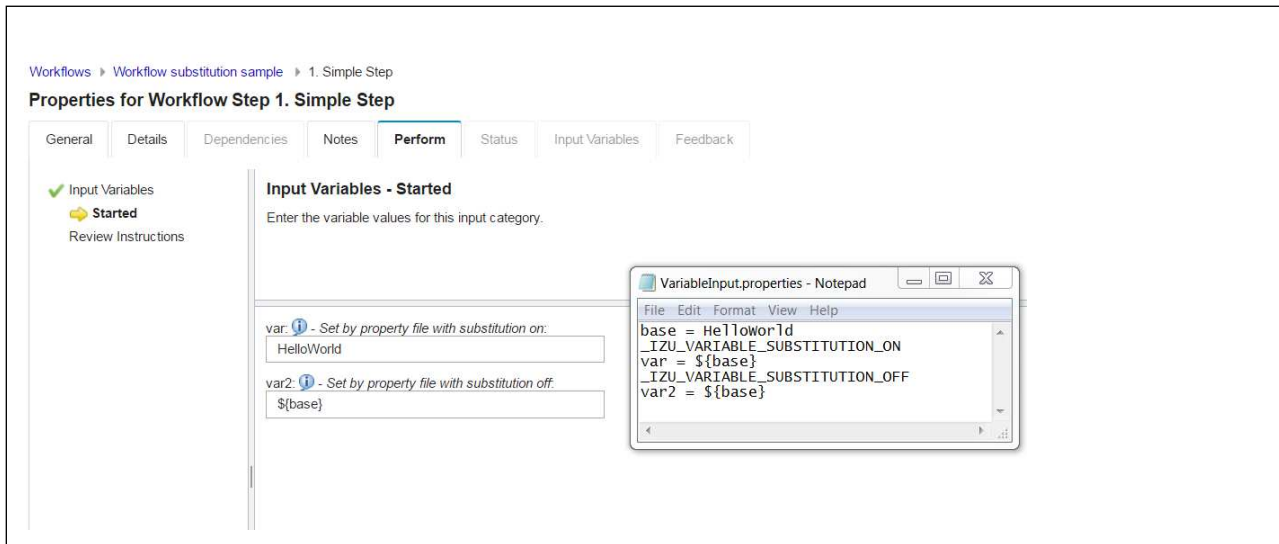 Workflows Workflow substitution sample 1. Simple Step
Properties for Workflow Step 1. Simple Step
General Details Dependencies Notes Perform Status Input Variables Feedback
Input Variables
Started
Review Instructions
Input Variables - Started
Enter the variable values for this input category.
var: - Set by property file with substitution on:
HelloWorld
var2: - Set by property file with substitution off:
${base}
VariableInput.properties - Notepad
File Edit Format View Help
base = HelloWorld
_IZU_VARIABLE_SUBSTITUTION_ON
var = ${base}
_IZU_VARIABLE_SUBSTITUTION_OFF
var2 = ${base}